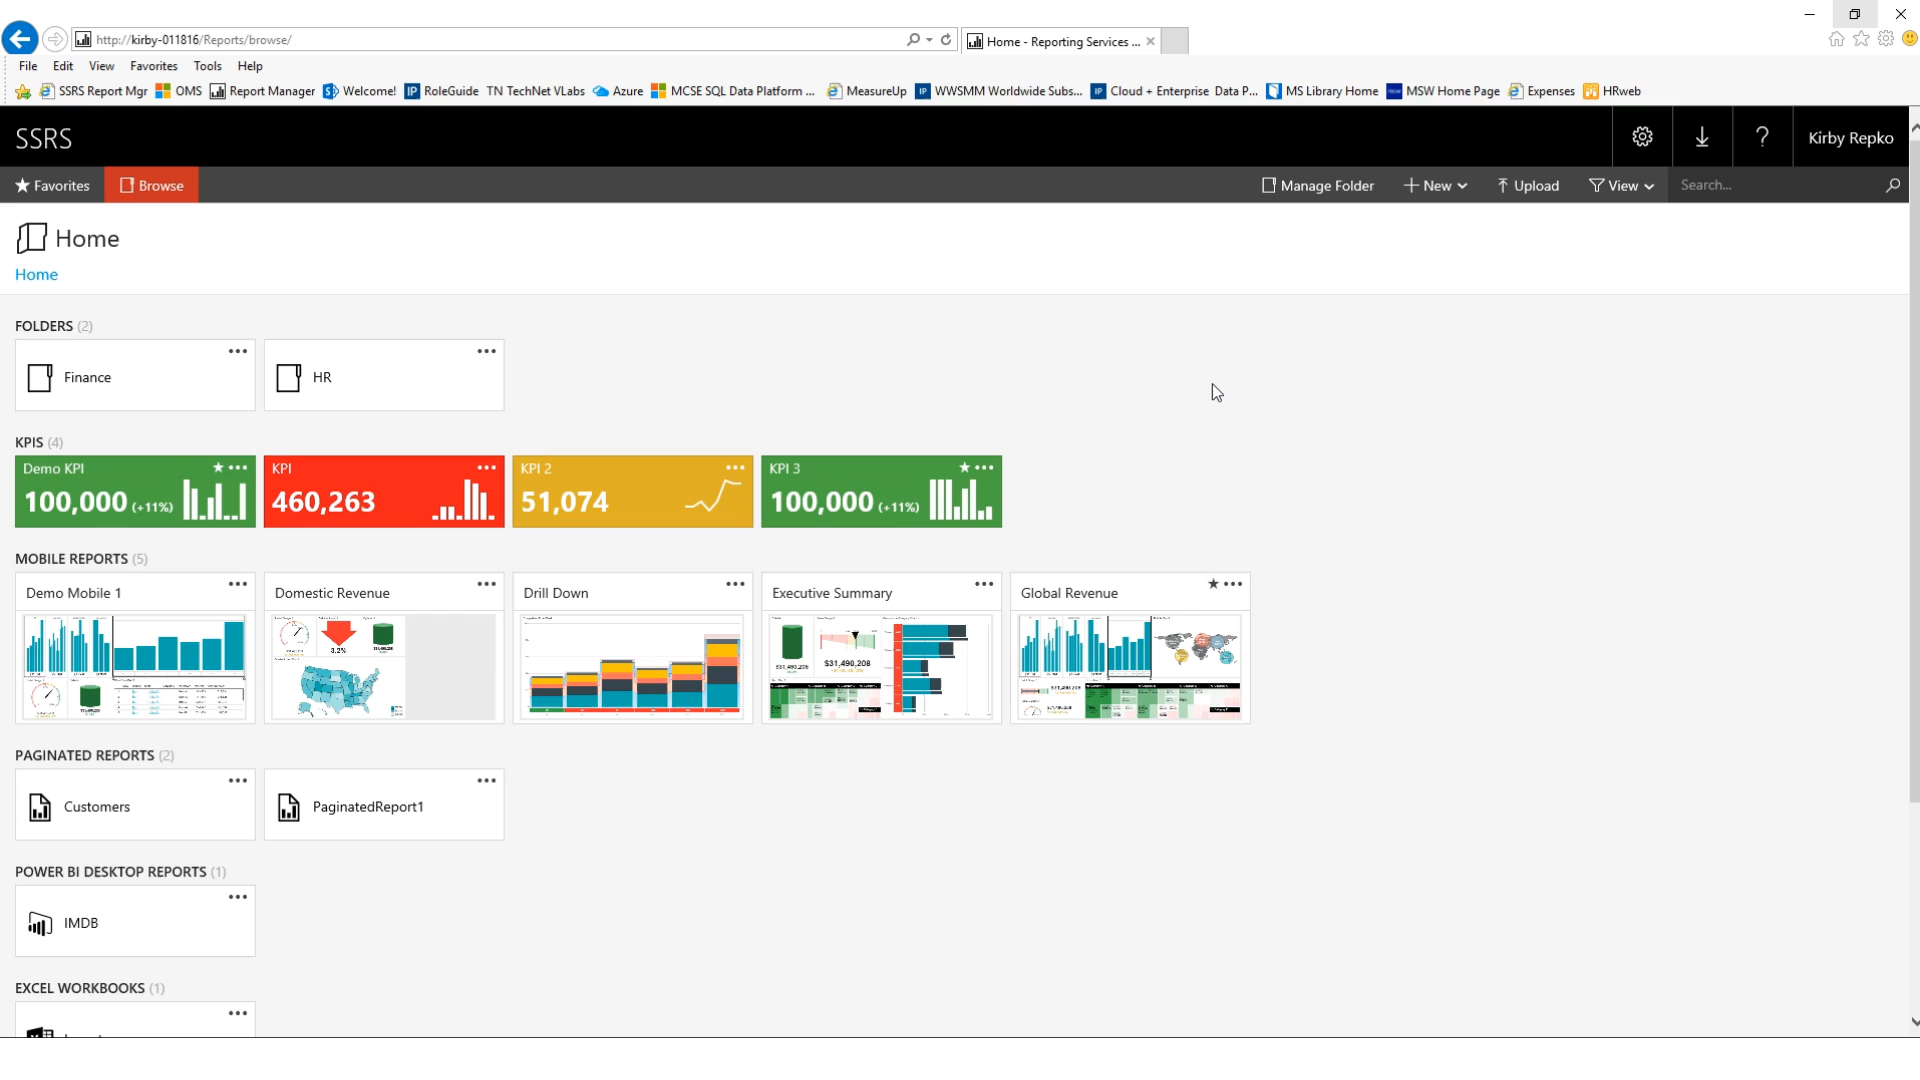 http://kirby-011816/Reports/browse/
Home - Reporting Services ...
File Edit View Favorites Tools Help
SSRS Report Mgr OMS Report Manager Welcome! RoleGuide TN TechNet VLabs Azure MCSE SQL Data Platform ... MeasureUp WWSMM Worldwide Subs... Cloud + Enterprise Data P... MS Library Home MSW Home Page Expenses HRweb
SSRS
? Kirby Repko
Favorites Browse Manage Folder New Upload View Search...
Home
Home
FOLDERS (2)
Finance HR
KPIS (4)
Demo KPI KPI KPI 2 KPI 3
100,000 (+11%) 460,263 51,074 100,000 (+11%)
MOBILE REPORTS (5)
Demo Mobile 1 Domestic Revenue Drill Down Executive Summary Global Revenue
3.2%
$31,490,208
PAGINATED REPORTS (2)
Customers PaginatedReport1
POWER BI DESKTOP REPORTS (1)
IMDB
EXCEL WORKBOOKS (1)